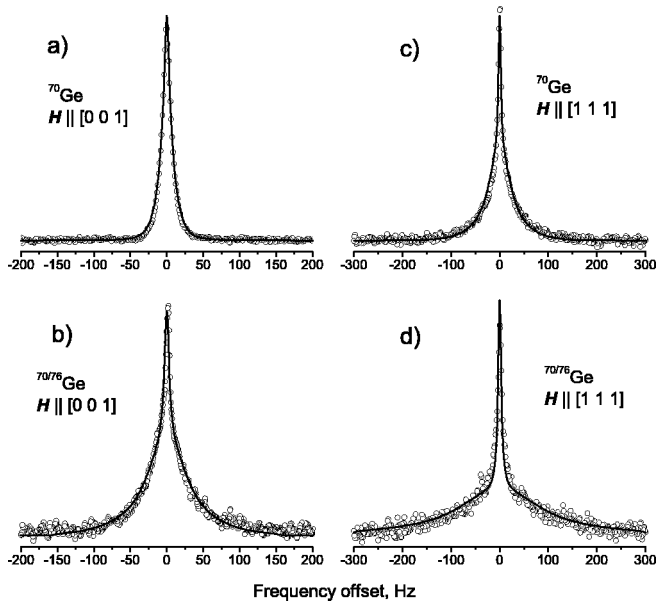 a)
⁷⁰Ge
H || [0 0 1]
-200 -150 -100 -50 0 50 100 150 200
c)
⁷⁰Ge
H || [1 1 1]
-300 -200 -100 0 100 200 300
b)
⁷⁰/⁷⁶Ge
H || [0 0 1]
-200 -150 -100 -50 0 50 100 150 200
d)
⁷⁰/⁷⁶Ge
H || [1 1 1]
-300 -200 -100 0 100 200 300
Frequency offset, Hz